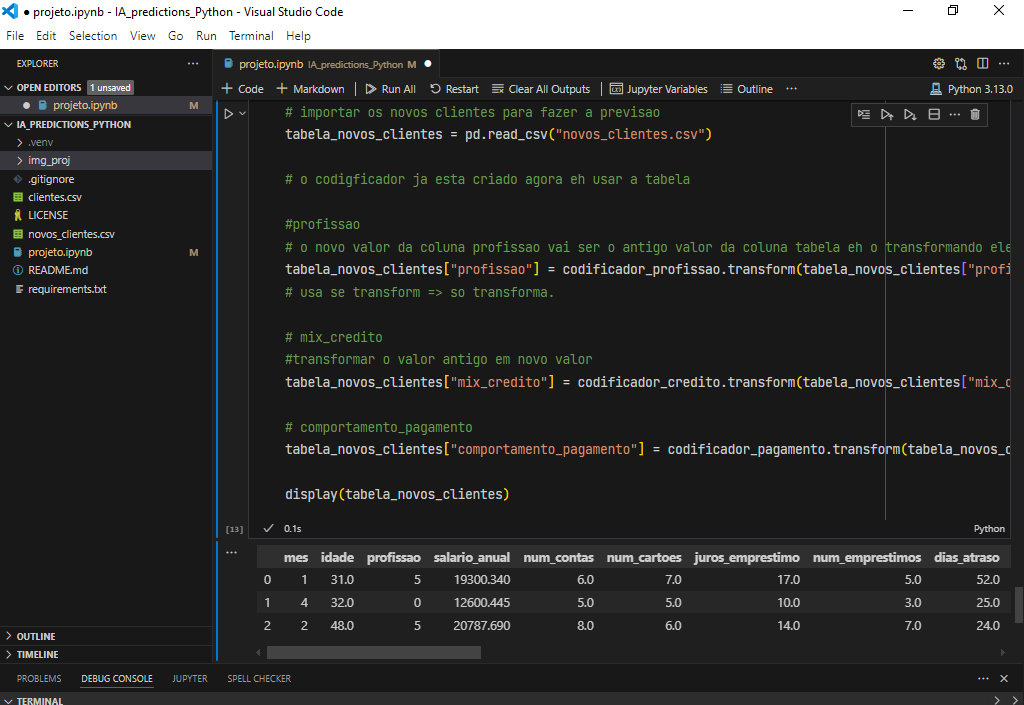 ● projeto.ipynb - IA_predictions_Python - Visual Studio Code
File Edit Selection View Go Run Terminal Help
EXPLORER
OPEN EDITORS 1 unsaved
projeto.ipynb M
IA_PREDICTIONS_PYTHON
.venv
img_proj
.gitignore
clientes.csv
LICENSE
novos_clientes.csv
projeto.ipynb M
README.md
requirements.txt
OUTLINE
TIMELINE
projeto.ipynb IA_predictions_Python M
+ Code + Markdown Run All Restart Clear All Outputs Jupyter Variables Outline ... Python 3.13.0
# importar os novos clientes para fazer a previsao
tabela_novos_clientes = pd.read_csv("novos_clientes.csv")
# o codigficador ja esta criado agora eh usar a tabela
#profissao
# o novo valor da coluna profissao vai ser o antigo valor da coluna tabela eh o transformando ele
tabela_novos_clientes["profissao"] = codificador_profissao.transform(tabela_novos_clientes["profi
# usa se transform => so transforma.
# mix_credito
#transformar o valor antigo em novo valor
tabela_novos_clientes["mix_credito"] = codificador_credito.transform(tabela_novos_clientes["mix_c
# comportamento_pagamento
tabela_novos_clientes["comportamento_pagamento"] = codificador_pagamento.transform(tabela_novos_c
display(tabela_novos_clientes)
[13] 0.1s Python
mes idade profissao salario_anual num_contas num_cartoes juros_emprestimo num_emprestimos dias_atraso
0 1 31.0 5 19300.340 6.0 7.0 17.0 5.0 52.0
1 4 32.0 0 12600.445 5.0 5.0 10.0 3.0 25.0
2 2 48.0 5 20787.690 8.0 6.0 14.0 7.0 24.0
PROBLEMS DEBUG CONSOLE JUPYTER SPELL CHECKER
TERMINAL